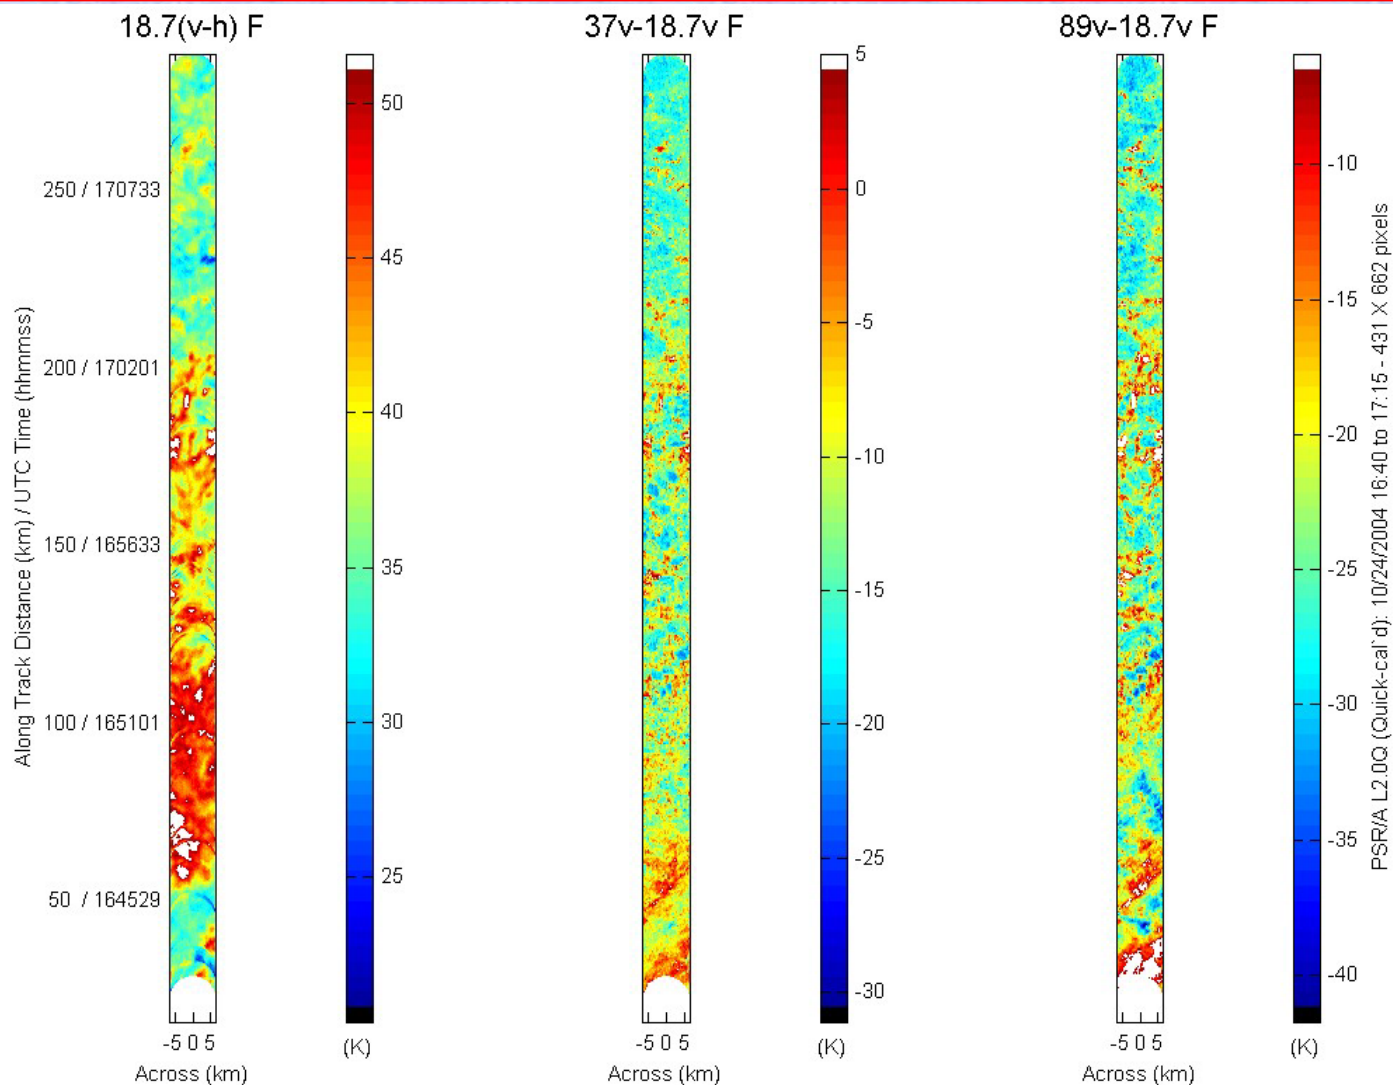 18.7(v-h) F
37v-18.7v F
89v-18.7v F
Along Track Distance (km) / UTC Time (hhmmss)
250 / 170733
200 / 170201
150 / 165633
100 / 165101
50 / 164529
50
45
40
35
30
25
5
0
-5
-10
-15
-20
-25
-30
-10
-15
-20
-25
-30
-35
-40
-5 0 5
(K)
-5 0 5
(K)
-5 0 5
(K)
Across (km)
Across (km)
Across (km)
PSR/A L2.0Q (Quick-cal`d): 10/24/2004 16:40 to 17:15 - 431 X 662 pixels